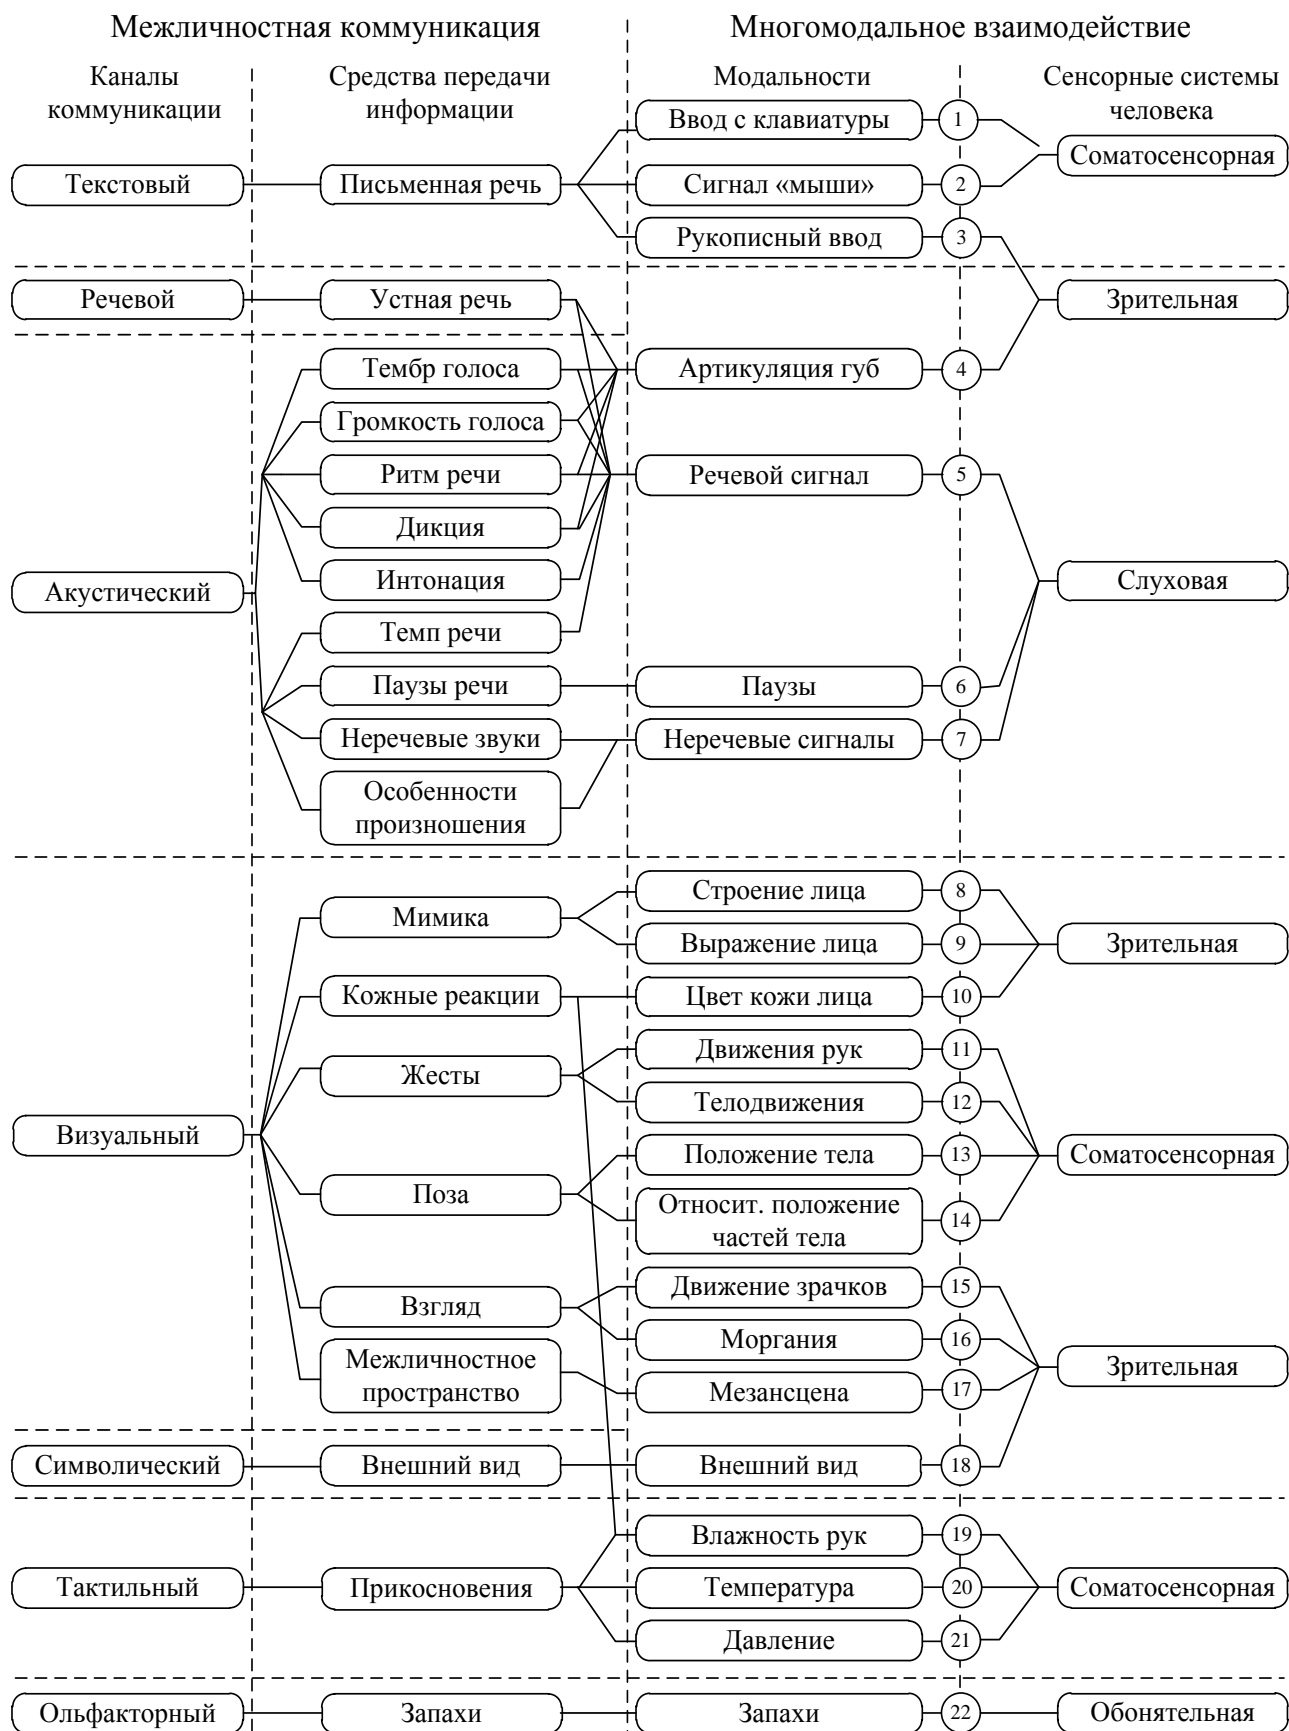 Межличностная коммуникация
Многомодальное взаимодействие
Каналы
коммуникации
Средства передачи
информации
Модальности
Сенсорные системы
человека
Текстовый
Письменная речь
Ввод с клавиатуры
1
Сигнал «мыши»
2
Рукописный ввод
3
Соматосенсорная
Речевой
Устная речь
Зрительная
Акустический
Тембр голоса
Громкость голоса
Ритм речи
Дикция
Интонация
Темп речи
Паузы речи
Неречевые звуки
Особенности
произношения
Артикуляция губ
4
Речевой сигнал
5
Паузы
6
Неречевые сигналы
7
Слуховая
Визуальный
Мимика
Кожные реакции
Жесты
Поза
Взгляд
Межличностное
пространство
Строение лица
8
Выражение лица
9
Цвет кожи лица
10
Движения рук
11
Телодвижения
12
Положение тела
13
Относит. положение
частей тела
14
Движение зрачков
15
Моргания
16
Мезансцена
17
Зрительная
Соматосенсорная
Зрительная
Символический
Внешний вид
Внешний вид
18
Тактильный
Прикосновения
Влажность рук
19
Температура
20
Давление
21
Соматосенсорная
Ольфакторный
Запахи
Запахи
22
Обонятельная